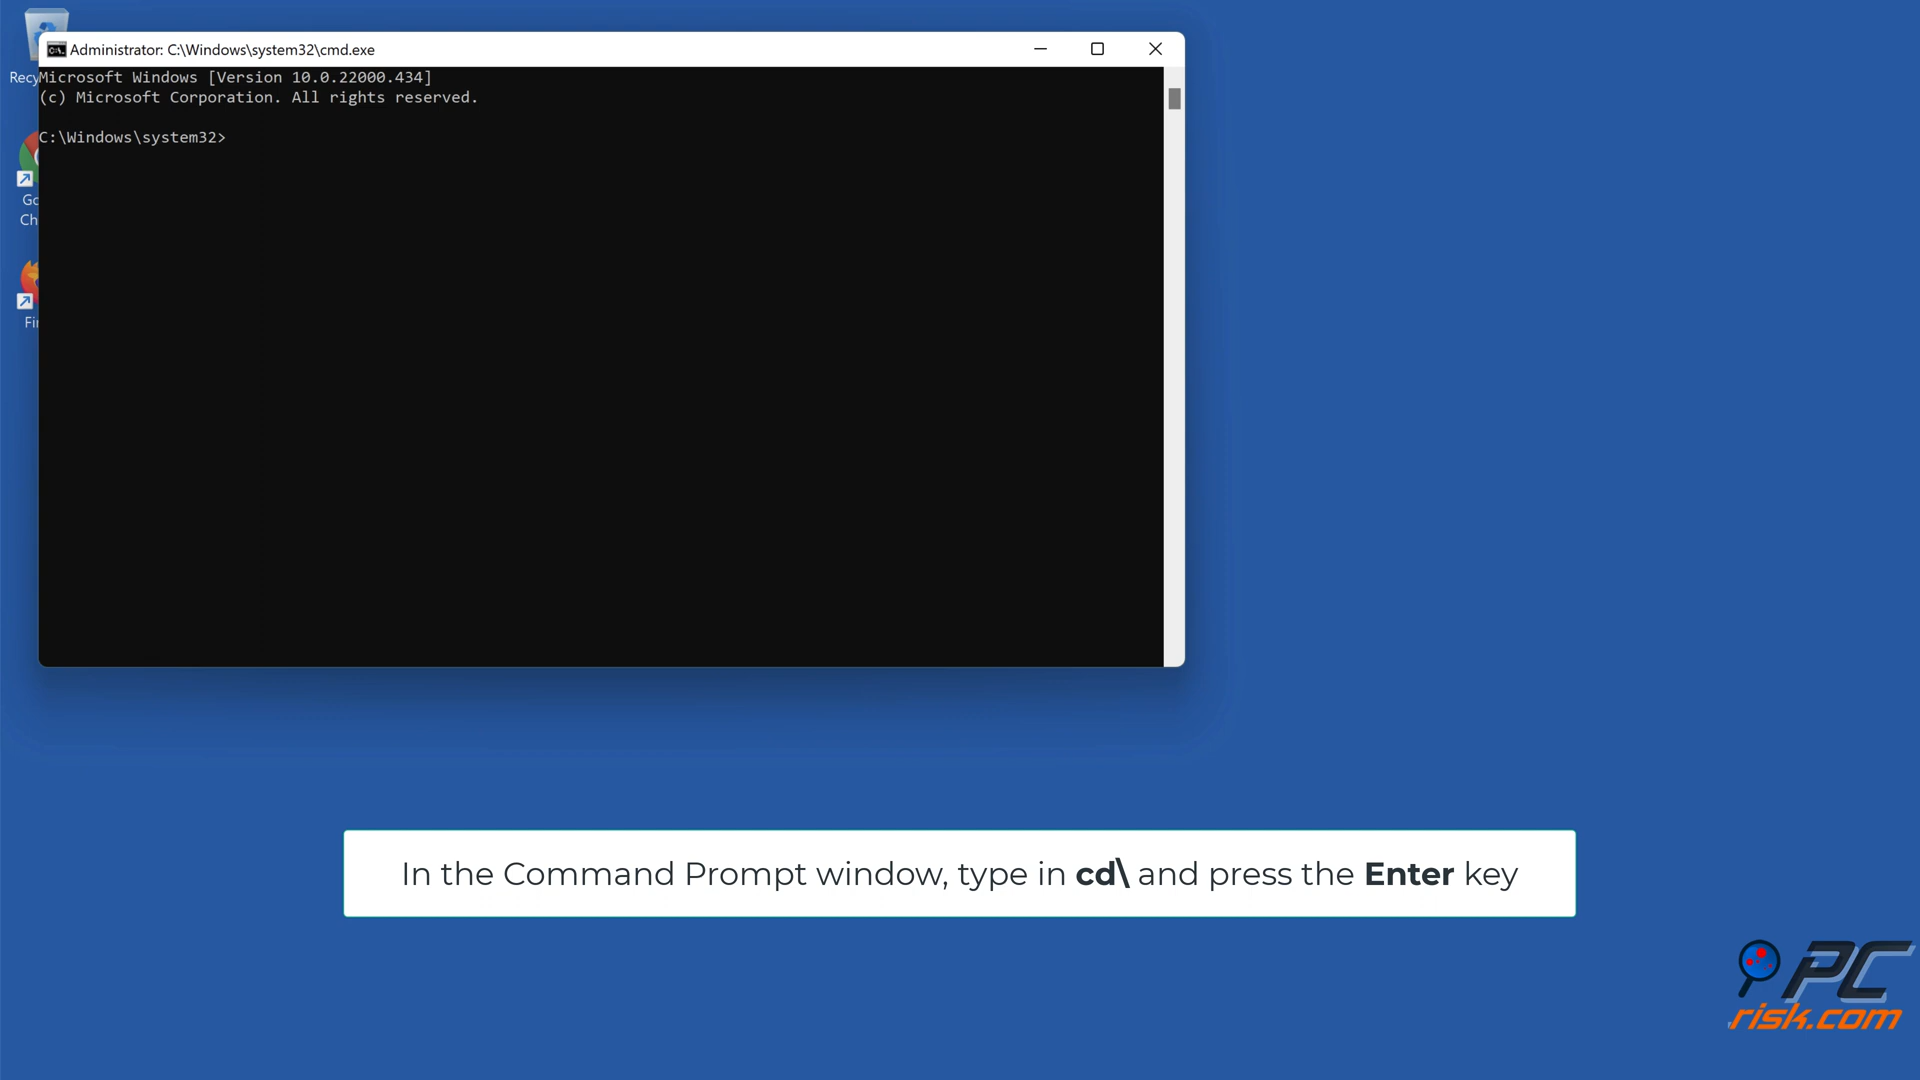 Administrator: C:\Windows\system32\cmd.exe
Microsoft Windows [Version 10.0.22000.434]
(c) Microsoft Corporation. All rights reserved.
C:\Windows\system32>
Recy
Go
Ch
Fir
In the Command Prompt window, type in cd\ and press the Enter key
PC
risk.com